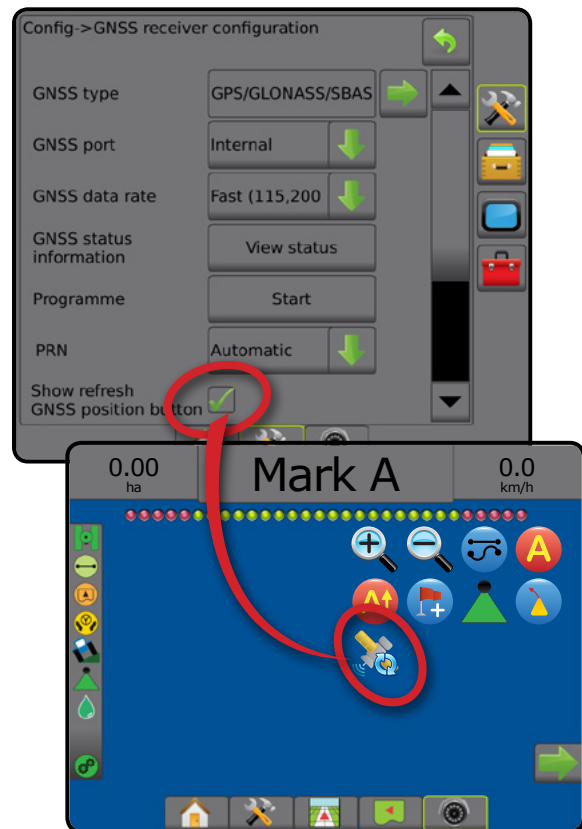 Config->GNSS receiver configuration
GNSS type
GPS/GLONASS/SBAS
GNSS port
Internal
GNSS data rate
Fast (115,200
GNSS status
information
View status
Programme
Start
PRN
Automatic
Show refresh
GNSS position button
0.00
ha
Mark A
0.0
km/h
A
A